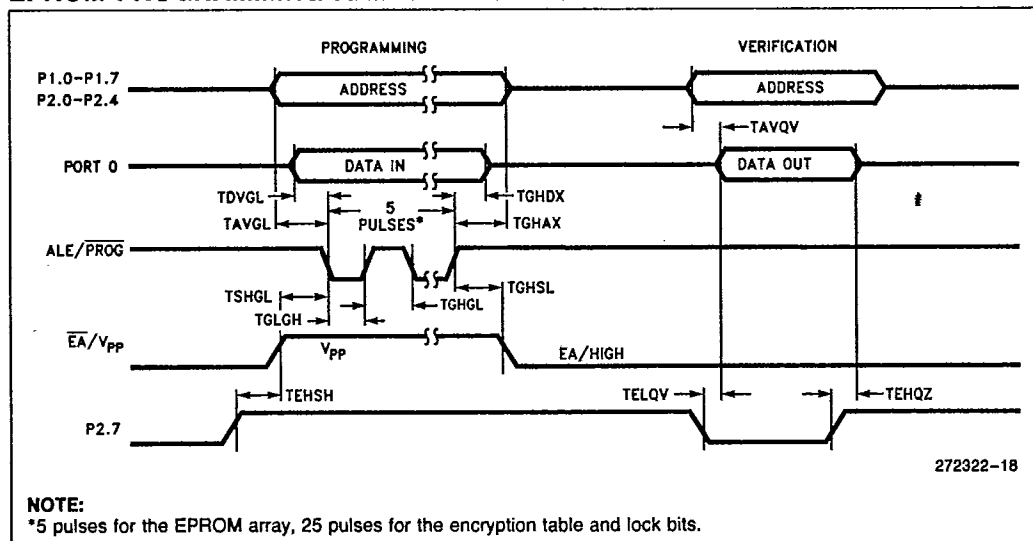 PROGRAMMING VERIFICATION
P1.0–P1.7
P2.0–P2.4
ADDRESS ADDRESS
TAVQV
PORT 0 DATA IN DATA OUT
TDVGL TGHDX
5
TAVGL PULSES* TGHAX
ALE/PROG
TSHGL TGHSL
TGHGL
TGLGH
EA/VPP
VPP EA/HIGH
TEHSH TELQV TEHQZ
P2.7
272322–18
NOTE:
*5 pulses for the EPROM array, 25 pulses for the encryption table and lock bits.